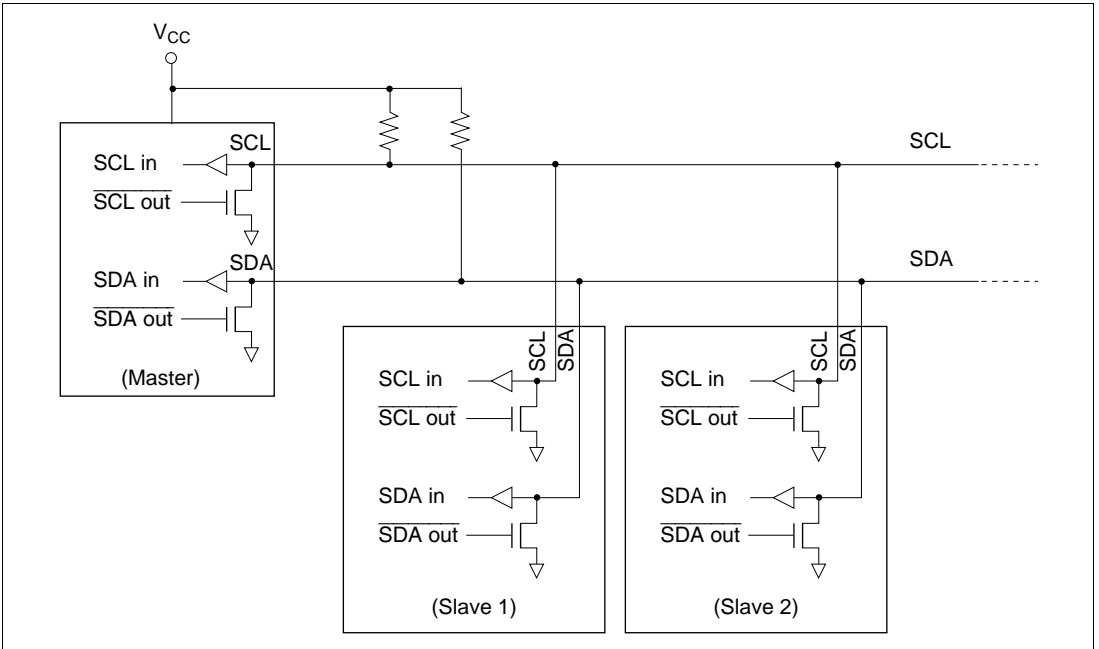 VCC
SCL
SCL in
SCL out
SDA
SDA in
SDA out
(Master)
SCL
SDA
SCL
SDA
SCL in
SCL out
SDA in
SDA out
(Slave 1)
SCL
SDA
SCL in
SCL out
SDA in
SDA out
(Slave 2)